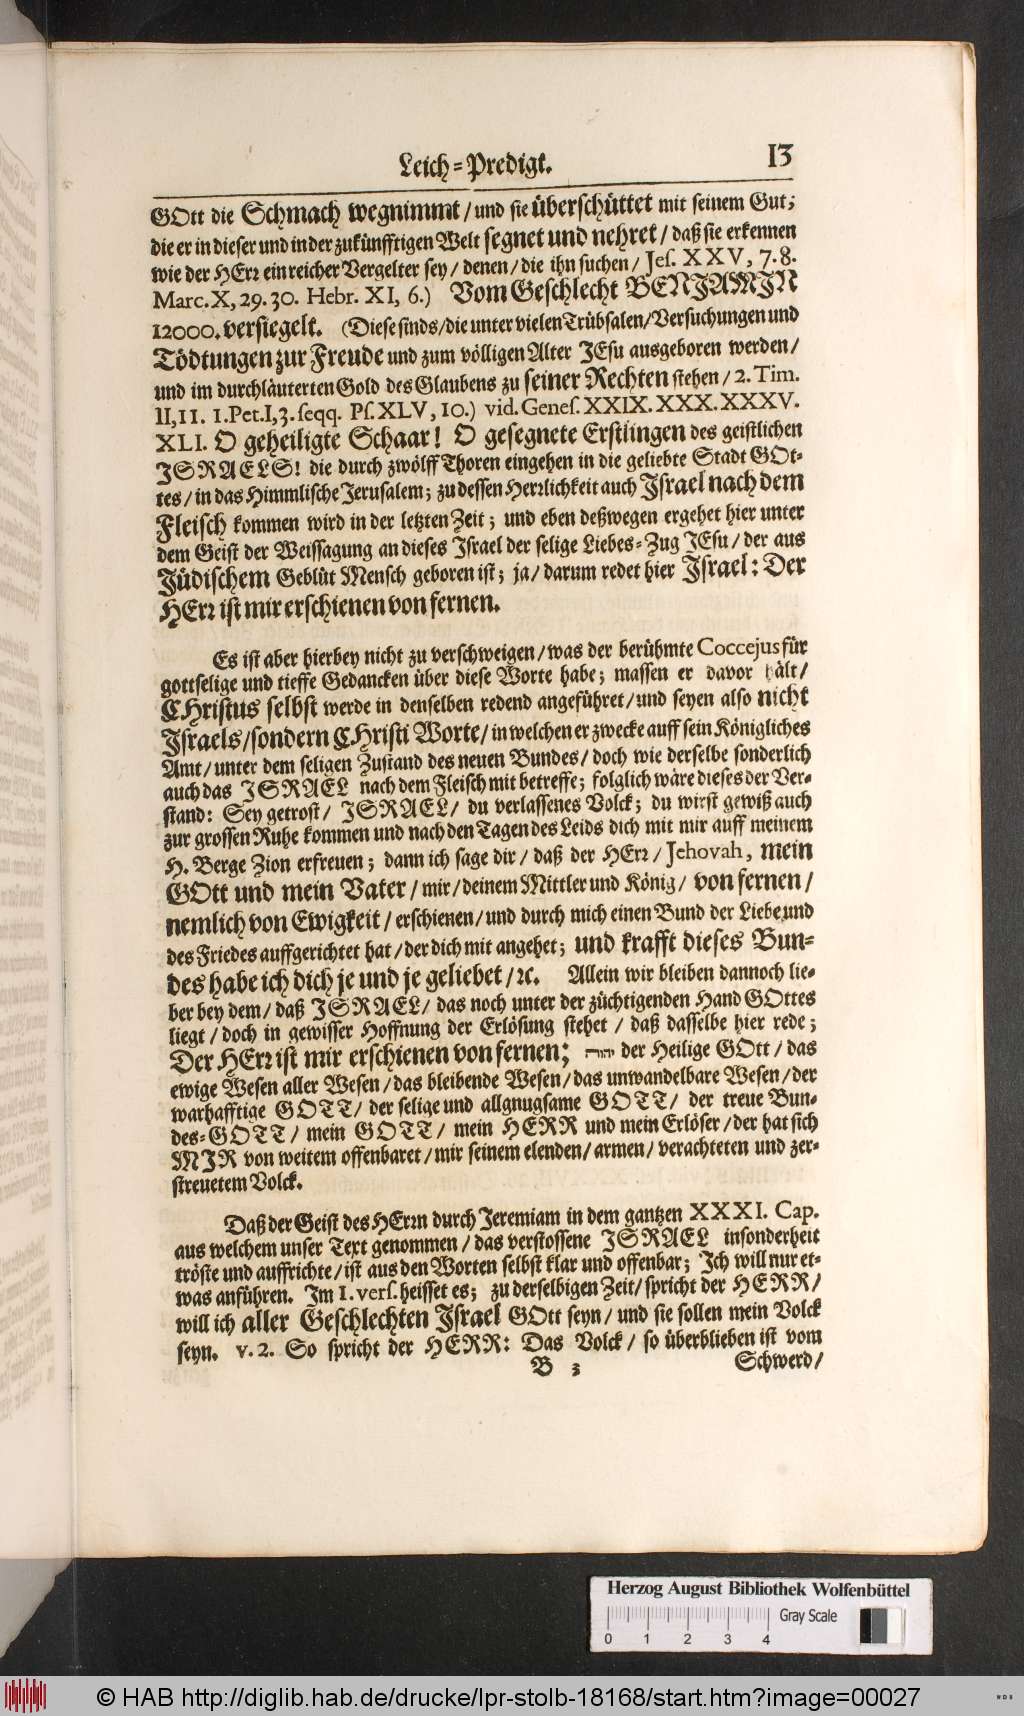 Leich-Predigt. 13
GOtt die Schmach wegnimmt/ und sie überschüttet mit seinem Gut;
die er in dieser und in der zukünfftigen Welt segnet und nehret/ daß sie erkennen
wie der HErr ein reicher Vergelter sey/ denen/ die ihn suchen/ Jes. XXV, 7.8.
Marc. X, 29. 30. Hebr. XI, 6.) Vom Geschlecht BENJAMIN
12000. versiegelt. (Diese sinds/ die unter vielen Trübsalen/ Versuchungen und
Tödtungen zur Freude und zum völligen Alter JEsu ausgeboren werden/
und im durchläuterten Gold des Glaubens zu seiner Rechten stehen/ 2. Tim.
II, 11. 1. Pet. I, 3. seqq. Ps. XLV, 10.) vid. Genes. XXIX. XXX. XXXV.
XLI. O geheiligte Schaar! O gesegnete Erstlingen des geistlichen
ISRAELS! die durch zwölff Thoren eingehen in die geliebte Stadt GOt-
tes/ in das Himmlische Jerusalem; zu dessen Herrlichkeit auch Israel nach dem
Fleisch kommen wird in der letzten Zeit; und eben deßwegen ergehet hier unter
dem Geist der Weissagung an dieses Israel der selige Liebes-Zug JEsu/ der aus
Jüdischem Geblüt Mensch geboren ist; ja/ darum redet hier Israel: Der
HErr ist mir erschienen von fernen.
Es ist aber hierbey nicht zu verschweigen/ was der berühmte Coccejus für
gottselige und tieffe Gedancken über diese Worte habe; massen er davor hält/
CHristus selbst werde in denselben redend angeführet/ und seyen also nicht
Israels/ sondern CHristi Worte/ in welchen er zwecke auff sein Königliches
Amt/ unter dem seligen Zustand des neuen Bundes/ doch wie derselbe sonderlich
auch das ISRAEL nach dem Fleisch mit betreffe; folglich wäre dieses der Ver-
stand: Sey getrost/ ISRAEL/ du verlassenes Volck; du wirst gewiß auch
zur grossen Ruhe kommen und nach den Tagen des Leids dich mit mir auff meinem
H. Berge Zion erfreuen; dann ich sage dir/ daß der HErr/ Jehovah, mein
GOtt und mein Vater/ mir/ deinem Mittler und König/ von fernen/
nemlich von Ewigkeit/ erschienen/ und durch mich einen Bund der Liebe und
des Friedes auffgerichtet hat/ der dich mit angehet; und krafft dieses Bun-
des habe ich dich je und je geliebet/ rc. Allein wir bleiben dannoch lie-
ber bey dem/ daß ISRAEL/ das noch unter der züchtigenden Hand GOttes
liegt/ doch in gewisser Hoffnung der Erlösung stehet/ daß dasselbe hier rede;
Der HErr ist mir erschienen von fernen; der Heilige GOtt/ das
ewige Wesen aller Wesen/ das bleibende Wesen/ das unwandelbare Wesen/ der
warhafftige GOTT/ der selige und allgnugsame GOTT/ der treue Bun-
des-GOTT/ mein GOTT/ mein HERR und mein Erlöser/ der hat sich
MIR von weitem offenbaret/ mir seinem elenden/ armen/ verachteten und zer-
streuetem Volck.
Daß der Geist des HErrn durch Jeremiam in dem gantzen XXXI. Cap.
aus welchem unser Text genommen/ das verstossene ISRAEL insonderheit
tröste und auffrichte/ ist aus den Worten selbst klar und offenbar; Ich will nur et-
was anführen. Im 1. vers. heisset es; zu derselbigen Zeit/ spricht der HERR/
will ich aller Geschlechten Israel GOtt seyn/ und sie sollen mein Volck
seyn. v. 2. So spricht der HERR: Das Volck/ so überblieben ist vom
B 3 Schwerd/
Herzog August Bibliothek Wolfenbüttel
0 1 2 3 4 Gray Scale
© HAB http://diglib.hab.de/drucke/lpr-stolb-18168/start.htm?image=00027